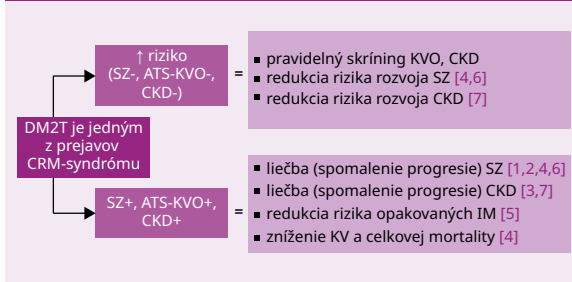 ↑ riziko
(SZ-, ATS-KVO-,
CKD-)
=
▪ pravidelný skríning KVO, CKD
▪ redukcia rizika rozvoja SZ [4,6]
▪ redukcia rizika rozvoja CKD [7]
DM2T je jedným
z prejavov
CRM-syndrómu
SZ+, ATS-KVO+,
CKD+
=
▪ liečba (spomalenie progresie) SZ [1,2,4,6]
▪ liečba (spomalenie progresie) CKD [3,7]
▪ redukcia rizika opakovaných IM [5]
▪ zníženie KV a celkovej mortality [4]